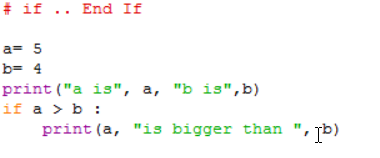 # if .. End If
a= 5
b= 4
print("a is", a, "b is",b)
if a > b :
    print(a, "is bigger than ", b)